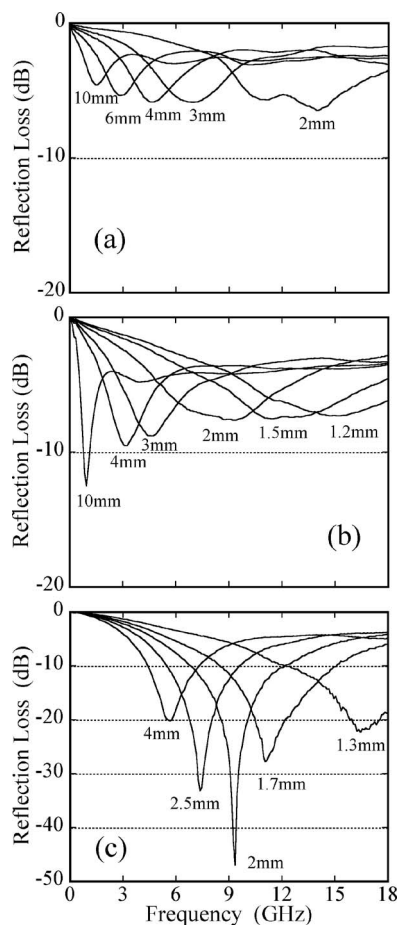 0
-10
-20
Reflection Loss (dB)
10mm
6mm
4mm
3mm
2mm
(a)
0
-10
-20
Reflection Loss (dB)
10mm
4mm
3mm
2mm
1.5mm
1.2mm
(b)
0
-10
-20
-30
-40
-50
Reflection Loss (dB)
4mm
2.5mm
2mm
1.7mm
1.3mm
(c)
0 3 6 9 12 15 18
Frequency (GHz)